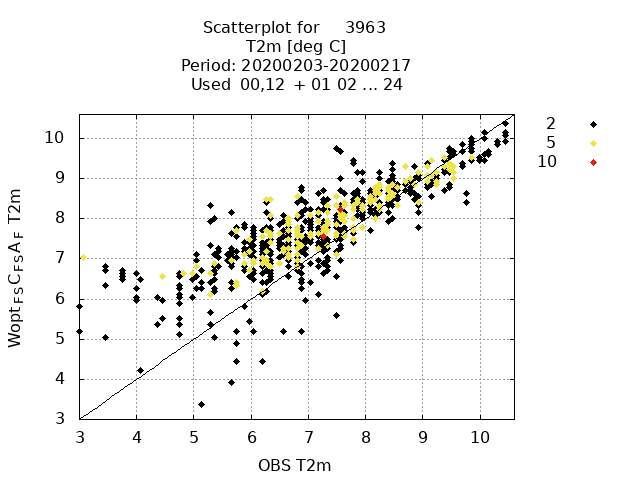 Scatterplot for 3963
T2m [deg C]
Period: 20200203-20200217
Used 00,12 + 01 02 ... 24
2
5
10
10
9
8
7
6
5
4
3
3 4 5 6 7 8 9 10
Wopt FS C FS A F T2m
OBS T2m